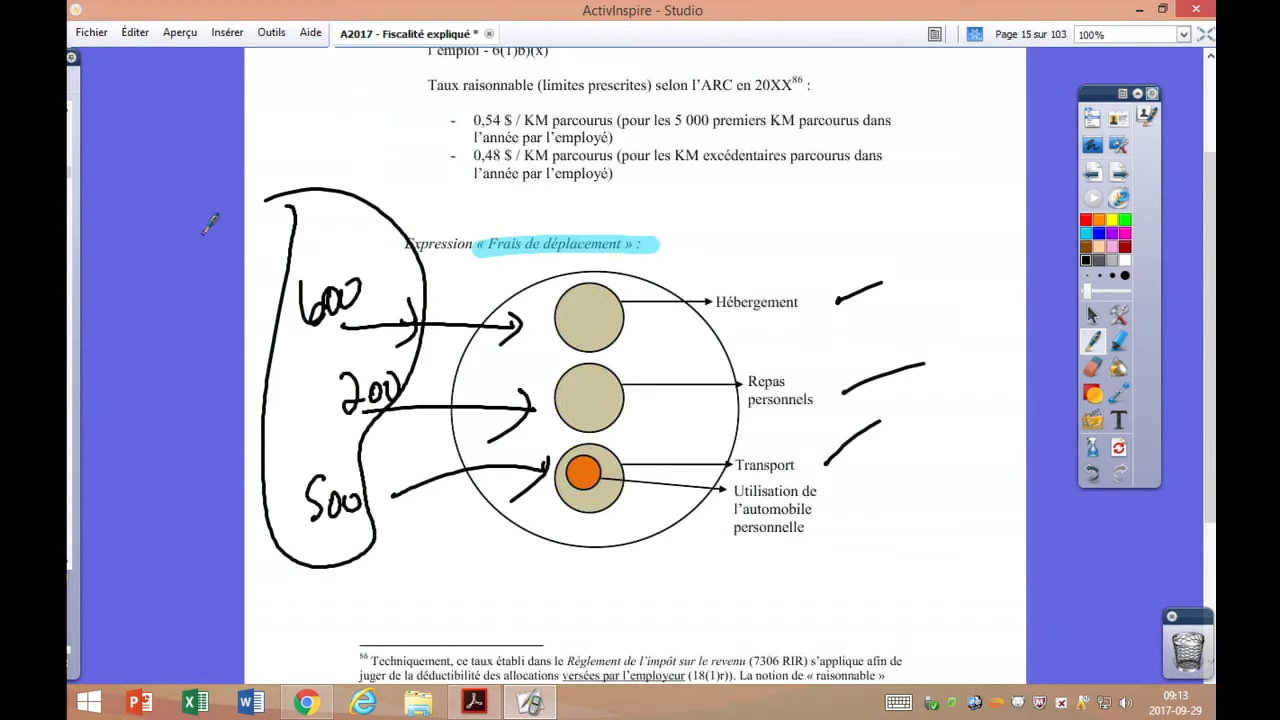 ActivInspire - Studio
Fichier Éditer Aperçu Insérer Outils Aide A2017 - Fiscalité expliqué * Page 15 sur 103 100%
l'emploi - 6(1)b)(x)
Taux raisonnable (limites prescrites) selon l'ARC en 20XX86 :
- 0,54 $ / KM parcourus (pour les 5 000 premiers KM parcourus dans
l'année par l'employé)
- 0,48 $ / KM parcourus (pour les KM excédentaires parcourus dans
l'année par l'employé)
Expression « Frais de déplacement » :
600
Hébergement
200
Repas
personnels
500
Transport
Utilisation de
l'automobile
personnelle
86 Techniquement, ce taux établi dans le Règlement de l'impôt sur le revenu (7306 RIR) s'applique afin de
juger de la déductibilité des allocations versées par l'employeur (18(1)r)). La notion de « raisonnable »
09:13
2017-09-29